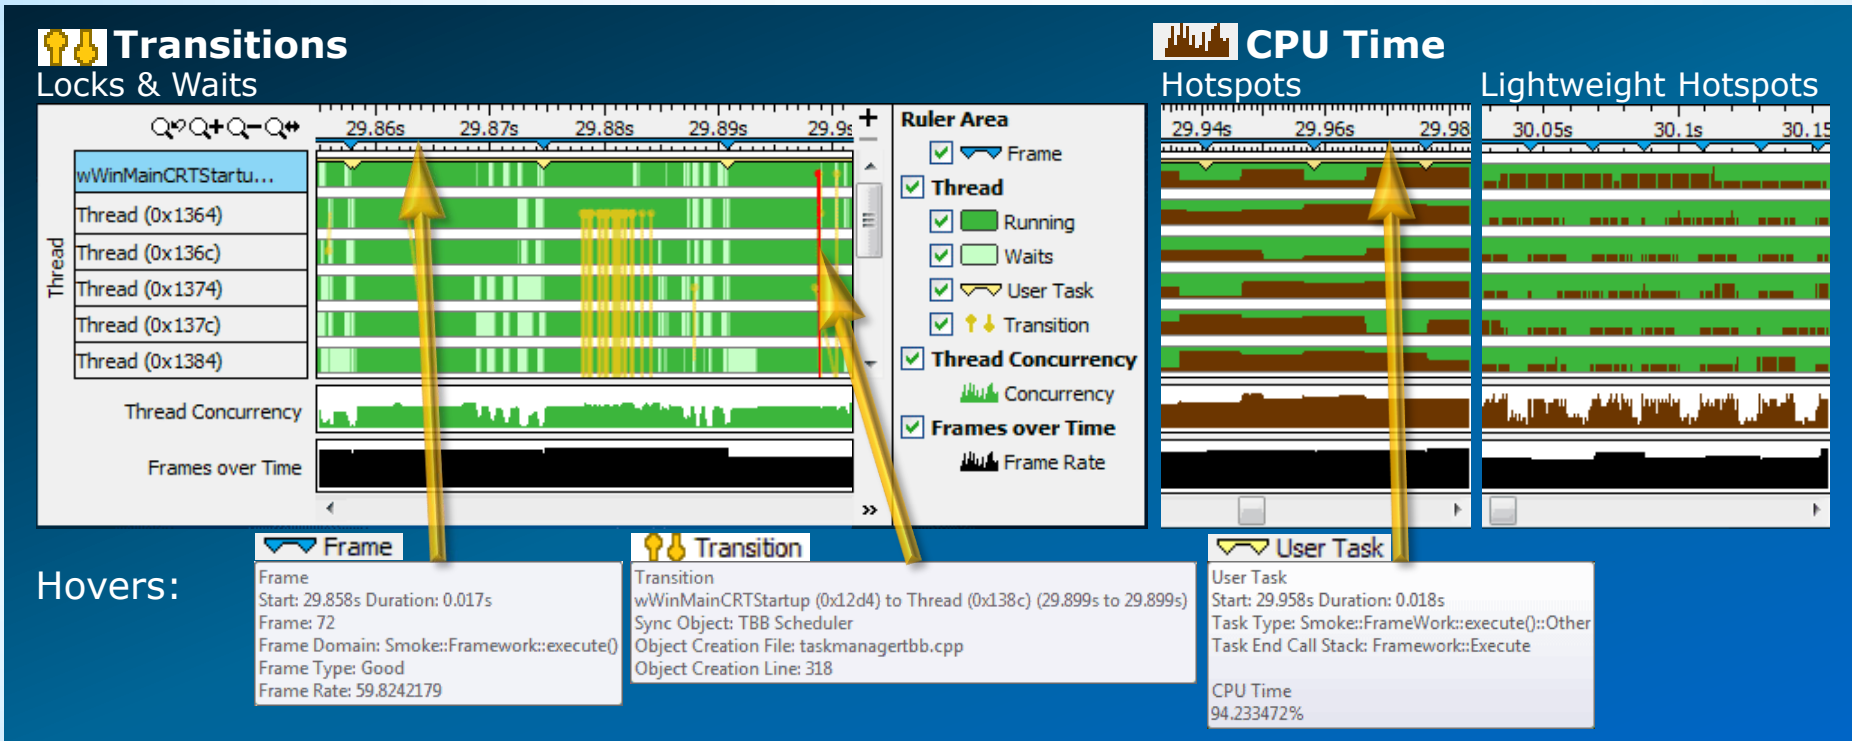 Transitions
Locks & Waits
CPU Time
Hotspots
Lightweight Hotspots
29.86s 29.87s 29.88s 29.89s 29.9s
wWinMainCRTStartu...
Thread (0x1364)
Thread (0x136c)
Thread (0x1374)
Thread (0x137c)
Thread (0x1384)
Thread
Thread Concurrency
Frames over Time
Ruler Area
Frame
Thread
Running
Waits
User Task
Transition
Thread Concurrency
Concurrency
Frames over Time
Frame Rate
29.94s 29.96s 29.98
30.05s 30.1s 30.15
Hovers:
Frame
Frame
Start: 29.858s Duration: 0.017s
Frame: 72
Frame Domain: Smoke::Framework::execute()
Frame Type: Good
Frame Rate: 59.8242179
Transition
Transition
wWinMainCRTStartup (0x12d4) to Thread (0x138c) (29.899s to 29.899s)
Sync Object: TBB Scheduler
Object Creation File: taskmanagertbb.cpp
Object Creation Line: 318
User Task
User Task
Start: 29.958s Duration: 0.018s
Task Type: Smoke::FrameWork::execute()::Other
Task End Call Stack: Framework::Execute
CPU Time
94.233472%